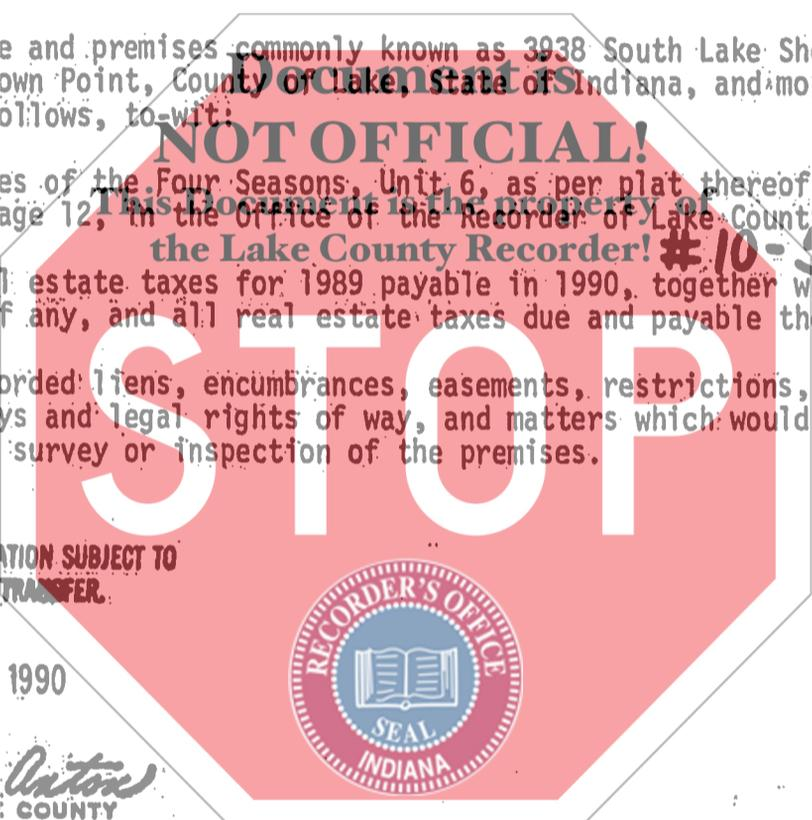 e and premises commonly known as 3938 South Lake Sh
Document is
own Point, County of Lake, State of Indiana, and mo
ollows, to-wit:
NOT OFFICIAL!
es of the Four Seasons, Unit 6, as per plat thereof
This Document is the property of
age 12, in the Office of the Recorder of Lake Count
the Lake County Recorder!
#10-
l estate taxes for 1989 payable in 1990, together w
f any, and all real estate taxes due and payable th
STOP
orded liens, encumbrances, easements, restrictions,
ys and legal rights of way, and matters which would
survey or inspection of the premises.
ATION SUBJECT TO
TRANSFER.
RECORDER'S OFFICE
SEAL
INDIANA
1990
Anton
COUNTY